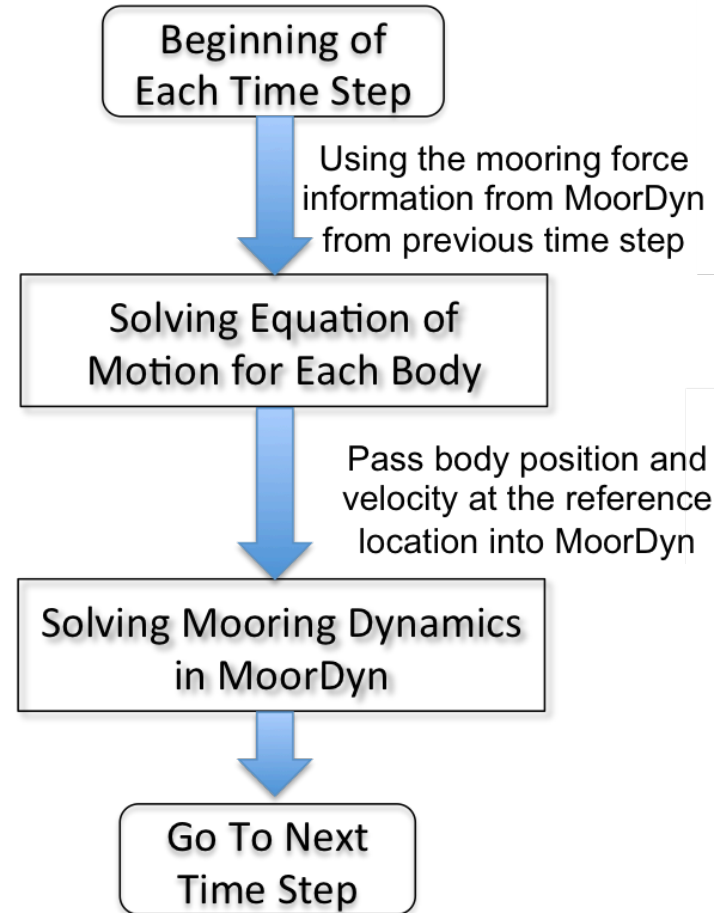 Beginning of
Each Time Step
Using the mooring force
information from MoorDyn
from previous time step
Solving Equation of
Motion for Each Body
Pass body position and
velocity at the reference
location into MoorDyn
Solving Mooring Dynamics
in MoorDyn
Go To Next
Time Step